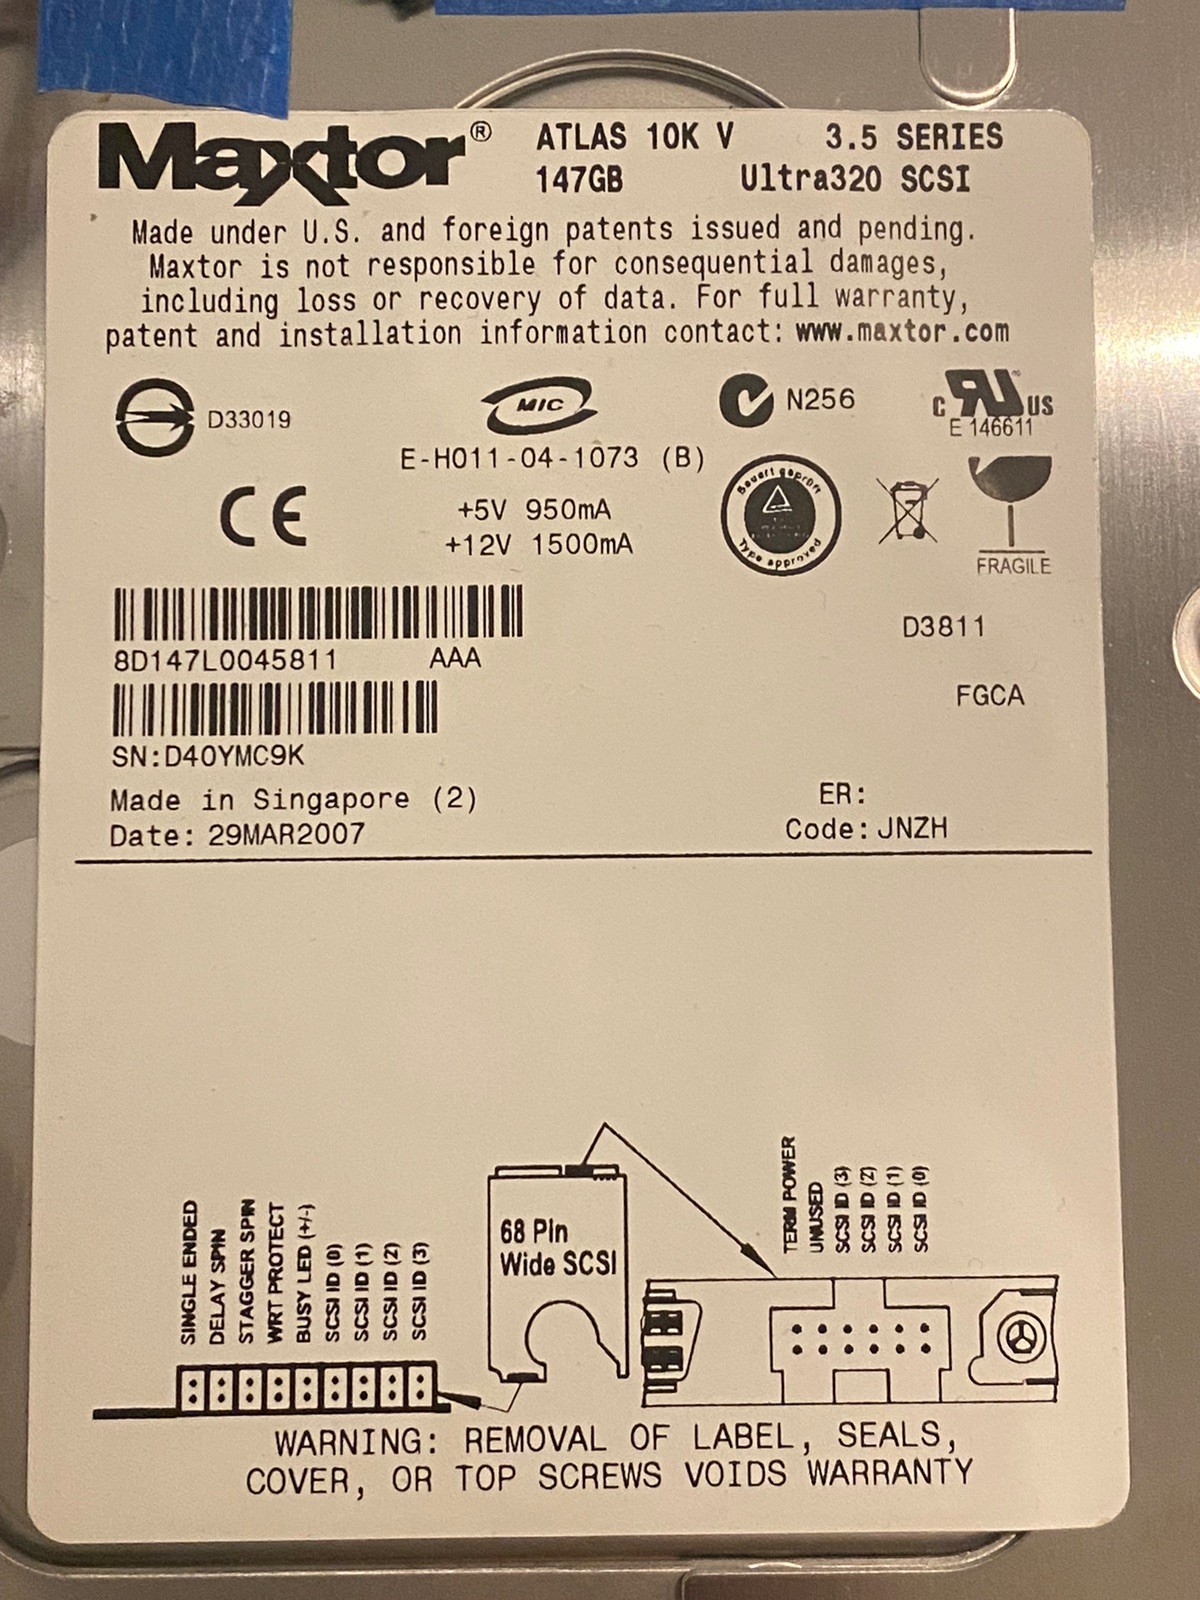 Maxtor® ATLAS 10K V 3.5 SERIES
147GB Ultra320 SCSI
Made under U.S. and foreign patents issued and pending.
Maxtor is not responsible for consequential damages,
including loss or recovery of data. For full warranty,
patent and installation information contact: www.maxtor.com
D33019
MIC
N256
C UR US
E 146611
E-H011-04-1073 (B)
CE
+5V 950mA
+12V 1500mA
Bauart geprüft
Type approved
FRAGILE
8D147L0045811 AAA
D3811
FGCA
SN:D40YMC9K
Made in Singapore (2)
Date: 29MAR2007
ER:
Code: JNZH
SINGLE ENDED
DELAY SPIN
STAGGER SPIN
WRT PROTECT
BUSY LED (+/-)
SCSI ID (0)
SCSI ID (1)
SCSI ID (2)
SCSI ID (3)
68 Pin
Wide SCSI
TERM POWER
UNUSED
SCSI ID (3)
SCSI ID (2)
SCSI ID (1)
SCSI ID (0)
WARNING: REMOVAL OF LABEL, SEALS,
COVER, OR TOP SCREWS VOIDS WARRANTY